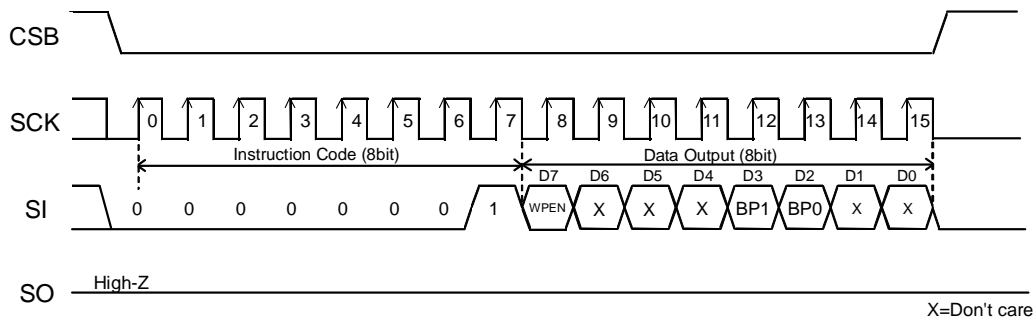 CSB
SCK 0 1 2 3 4 5 6 7 8 9 10 11 12 13 14 15
Instruction Code (8bit) Data Output (8bit)
D7 D6 D5 D4 D3 D2 D1 D0
SI 0 0 0 0 0 0 0 1 WPEN X X X BP1 BP0 X X
High-Z
SO
X=Don't care